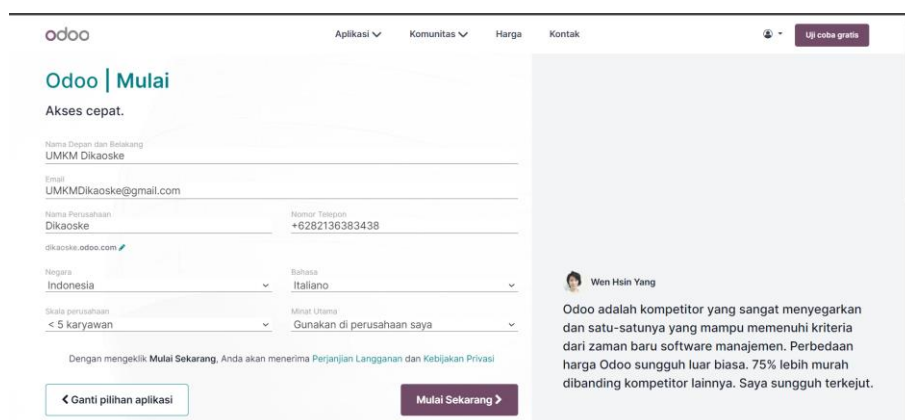 odoo
Aplikasi Komunitas Harga Kontak Uji coba gratis
Odoo | Mulai
Akses cepat.
Nama Depan dan Belakang
UMKM Dikaoske
Email
UMKMDikaoske@gmail.com
Nama Perusahaan Nomor Telepon
Dikaoske +6282136383438
dikaoske.odoo.com
Negara Bahasa
Indonesia Italiano
Skala perusahaan Minat Utama
< 5 karyawan Gunakan di perusahaan saya
Dengan mengeklik Mulai Sekarang, Anda akan menerima Perjanjian Langganan dan Kebijakan Privasi
Ganti pilihan aplikasi Mulai Sekarang
Wen Hsin Yang
Odoo adalah kompetitor yang sangat menyegarkan
dan satu-satunya yang mampu memenuhi kriteria
dari zaman baru software manajemen. Perbedaan
harga Odoo sungguh luar biasa. 75% lebih murah
dibanding kompetitor lainnya. Saya sungguh terkejut.